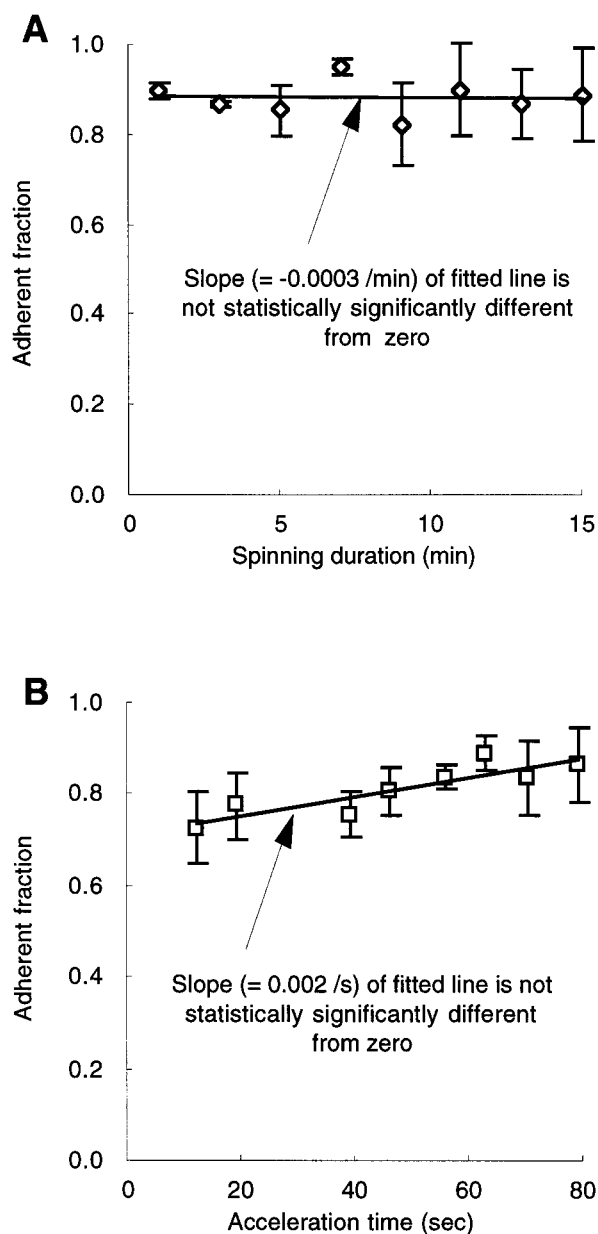 A
1.0
0.8
0.6
0.4
0.2
0.0
Adherent fraction
Slope (= -0.0003 /min) of fitted line is
not statistically significantly different
from zero
0
5
10
15
Spinning duration (min)
B
1.0
0.8
0.6
0.4
0.2
0.0
Adherent fraction
Slope (= 0.002 /s) of fitted line is not
statistically significantly different
from zero
0
20
40
60
80
Acceleration time (sec)